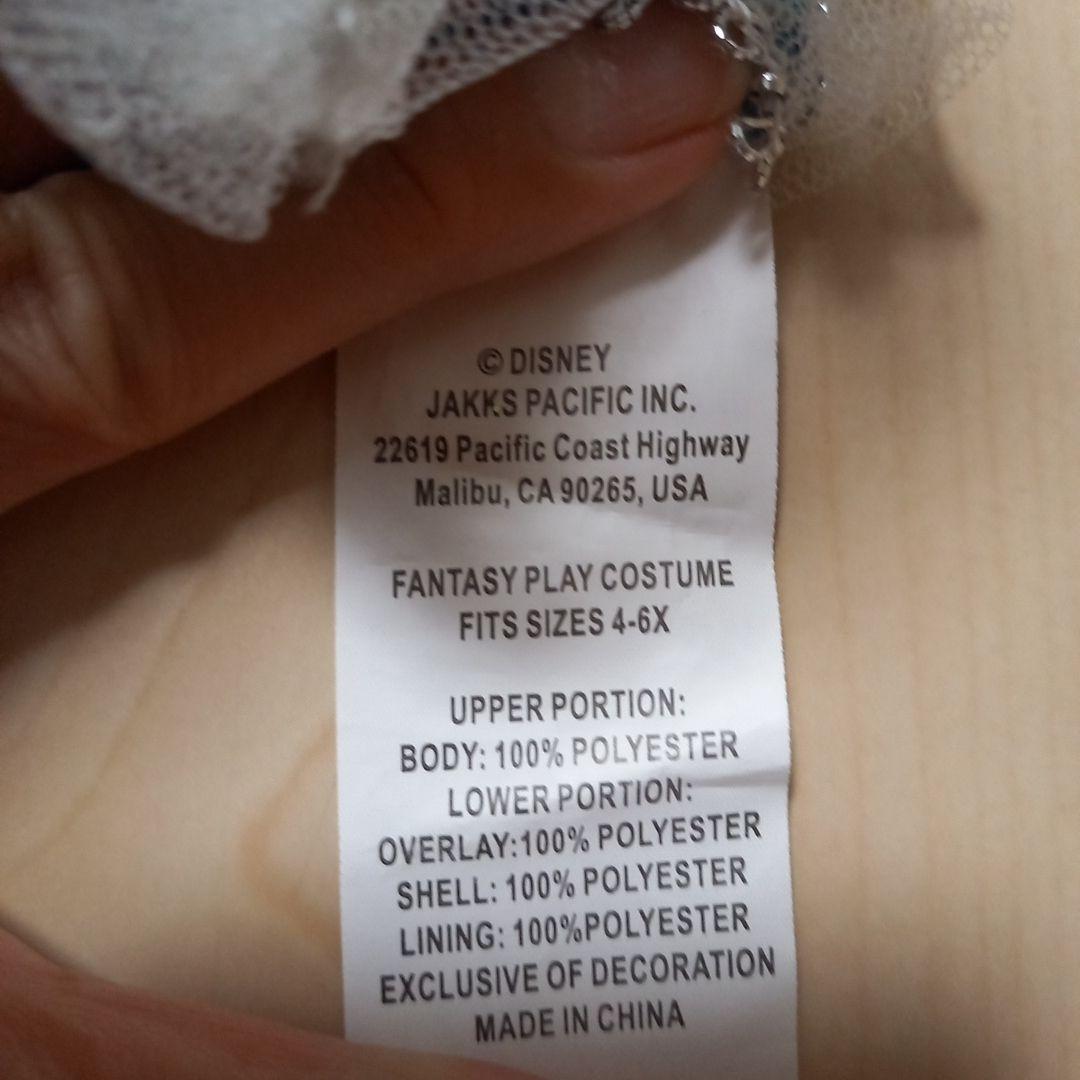 © DISNEY
JAKKS PACIFIC INC.
22619 Pacific Coast Highway
Malibu, CA 90265, USA
FANTASY PLAY COSTUME
FITS SIZES 4-6X
UPPER PORTION:
BODY: 100% POLYESTER
LOWER PORTION:
OVERLAY:100% POLYESTER
SHELL: 100% POLYESTER
LINING: 100%POLYESTER
EXCLUSIVE OF DECORATION
MADE IN CHINA